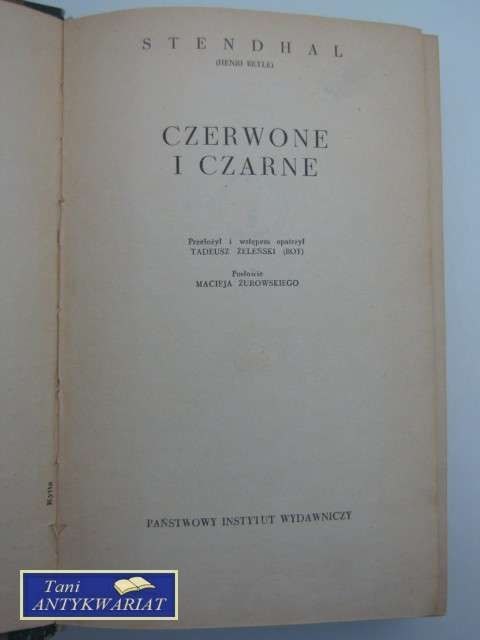 STENDHAL
(HENRI BEYLE)
CZERWONE
I CZARNE
Przełożył i wstępem opatrzył
TADEUSZ ŻELEŃSKI (BOY)
Posłowie
MACIEJA ŻUROWSKIEGO
PAŃSTWOWY INSTYTUT WYDAWNICZY
Tani
ANTYKWARIAT